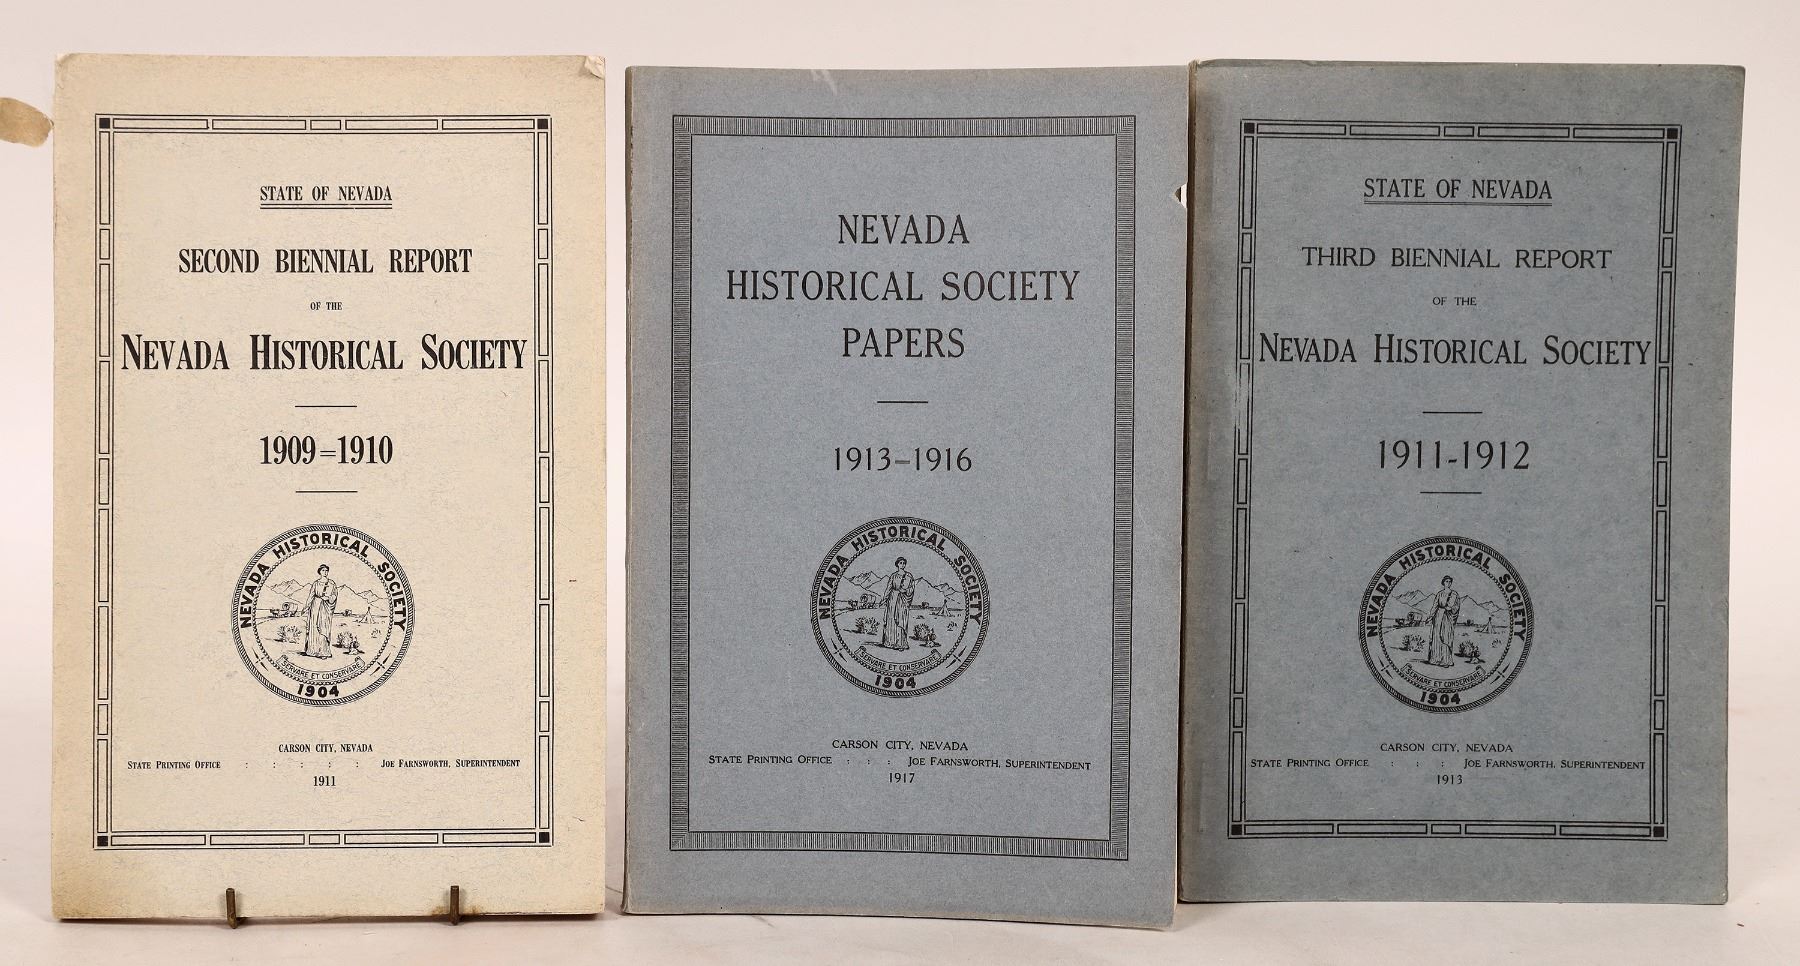 STATE OF NEVADA
SECOND BIENNIAL REPORT
OF THE
NEVADA HISTORICAL SOCIETY
1909=1910
NEVADA HISTORICAL SOCIETY
SERVARE ET CONSERVARE
1904
CARSON CITY, NEVADA
STATE PRINTING OFFICE : : : : : JOE FARNSWORTH, SUPERINTENDENT
1911
NEVADA
HISTORICAL SOCIETY
PAPERS
1913-1916
NEVADA HISTORICAL SOCIETY
SERVARE ET CONSERVARE
1904
CARSON CITY, NEVADA
STATE PRINTING OFFICE : : : JOE FARNSWORTH, SUPERINTENDENT
1917
STATE OF NEVADA
THIRD BIENNIAL REPORT
OF THE
NEVADA HISTORICAL SOCIETY
1911-1912
NEVADA HISTORICAL SOCIETY
SERVARE ET CONSERVARE
1904
CARSON CITY, NEVADA
STATE PRINTING OFFICE : : : JOE FARNSWORTH, SUPERINTENDENT
1913